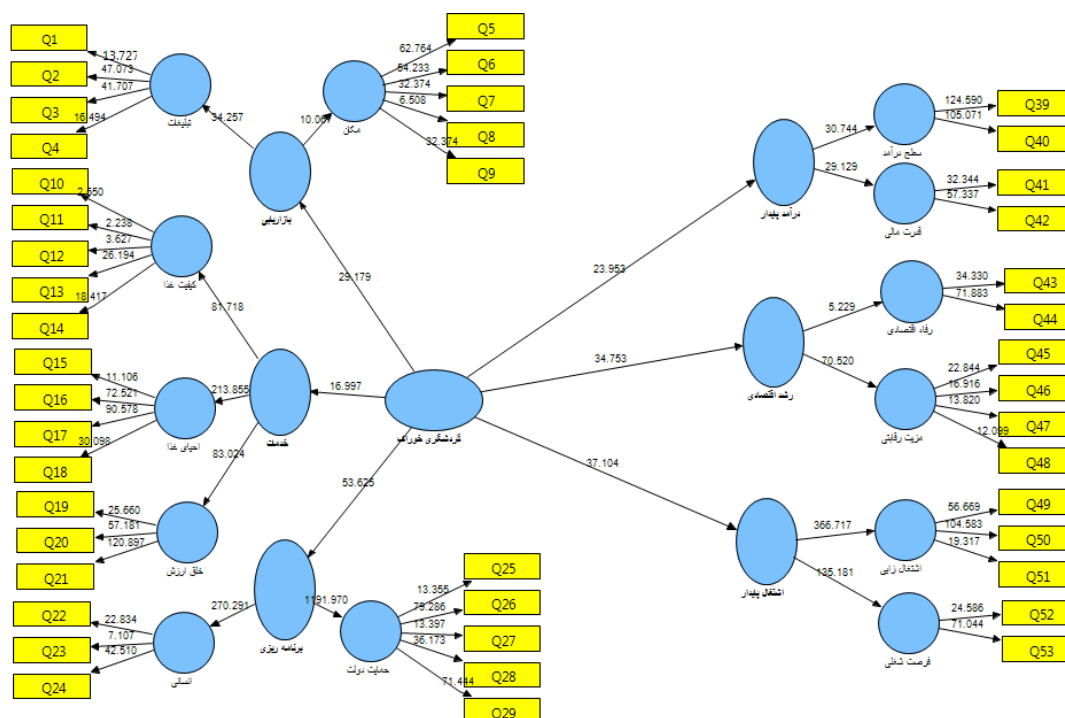 Q1
Q2
Q3
Q4
13.727
47.073
41.707
16.494
تبلیغات
34.257
Q5
Q6
Q7
Q8
Q9
62.764
54.233
32.374
6.508
32.374
مکان
10.067
بازاریابی
29.179
Q10
Q11
Q12
Q13
Q14
2.550
2.238
3.627
26.194
18.417
کیفیت غذا
81.718
Q15
Q16
Q17
Q18
11.106
72.521
90.578
30.098
احیای غذا
213.855
خدمت
16.997
Q19
Q20
Q21
25.660
57.181
120.897
خلق ارزش
83.024
Q22
Q23
Q24
22.834
7.107
42.510
انسانی
270.291
برنامه ریزی
53.625
1191.970
Q25
Q26
Q27
Q28
Q29
13.355
79.286
13.397
36.173
71.444
حمایت دولت
گردشگری خوراک
23.953
درآمد پایدار
30.744
29.129
سطح درآمد
124.590
105.071
Q39
Q40
قدرت مالی
32.344
57.337
Q41
Q42
34.753
رشد اقتصادی
5.229
70.520
رفاه اقتصادی
34.330
71.883
Q43
Q44
مزیت رقابتی
22.844
16.916
13.820
12.099
Q45
Q46
Q47
Q48
37.104
اشتغال پایدار
366.717
135.181
اشتغال زایی
56.669
104.583
19.317
Q49
Q50
Q51
فرصت شغلی
24.586
71.044
Q52
Q53